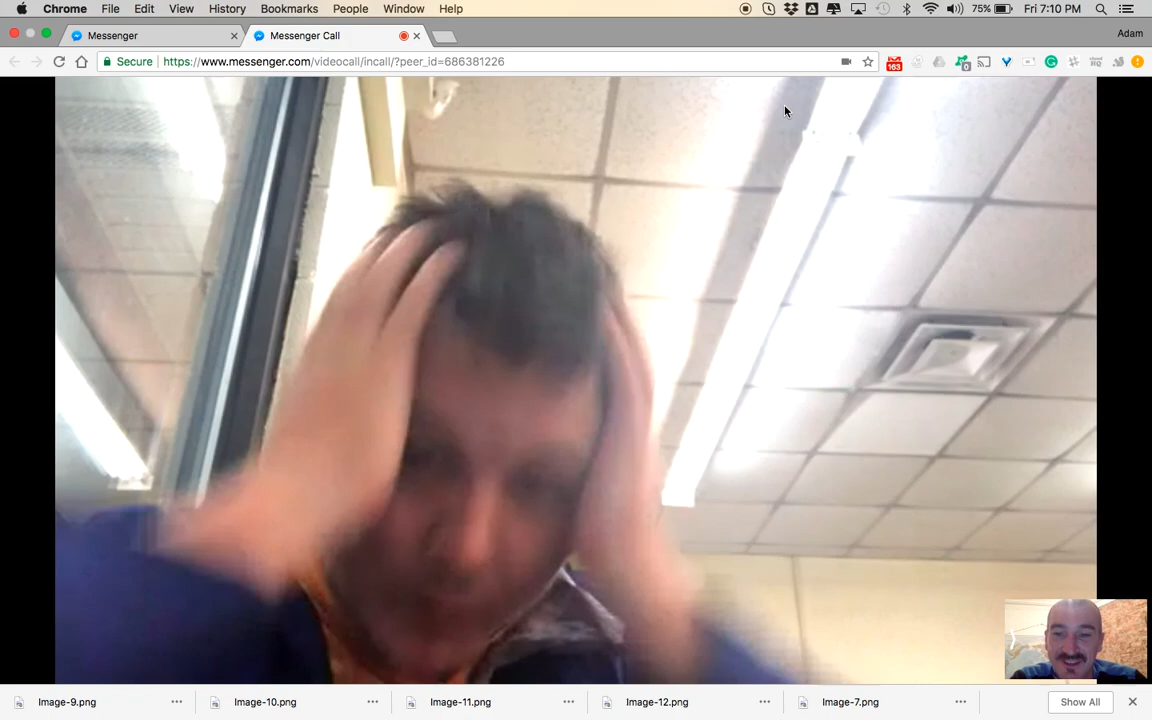 Chrome File Edit View History Bookmarks People Window Help 75% Fri 7:10 PM
Messenger Messenger Call Adam
Secure https://www.messenger.com/videocall/incall/?peer_id=686381226 163 0
Image-9.png Image-10.png Image-11.png Image-12.png Image-7.png Show All